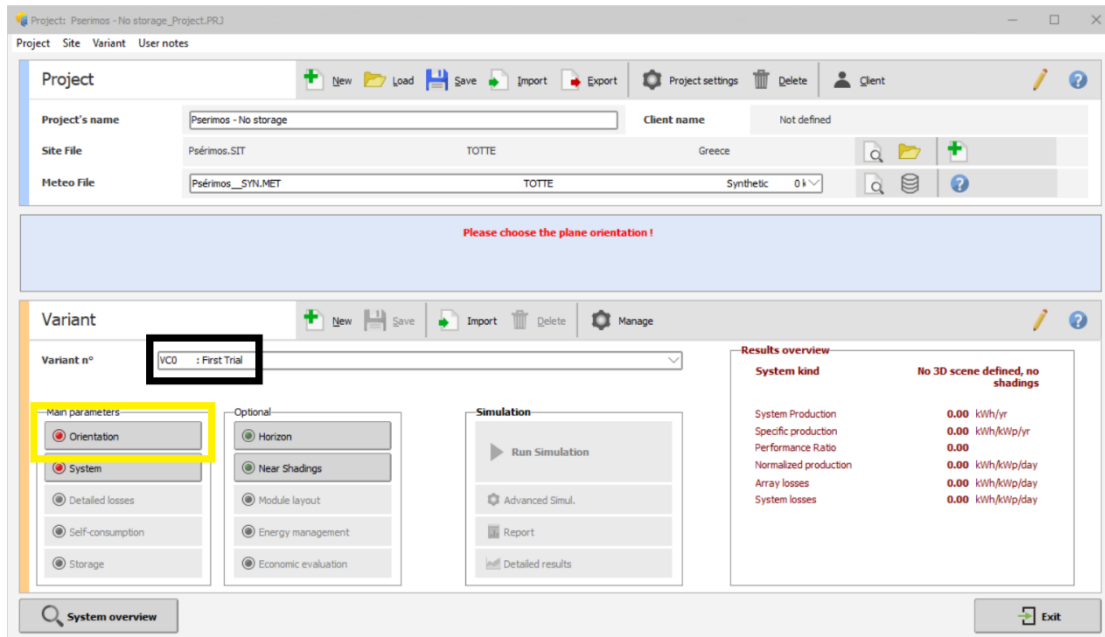 Project: Pserimos - No storage_Project.PRJ
Project Site Variant User notes
Project New Load Save Import Export Project settings Delete Client
Project's name Pserimos - No storage Client name Not defined
Site File Psérimos.SIT TOTTE Greece
Meteo File Psérimos__SYN.MET TOTTE Synthetic 0 k
Please choose the plane orientation !
Variant New Save Import Delete Manage
Variant n° VC0 : First Trial
Results overview
System kind No 3D scene defined, no
shadings
Main parameters Optional Simulation
Orientation Horizon Run Simulation
System Near Shadings
Detailed losses Module layout Advanced Simul.
Self-consumption Energy management Report
Storage Economic evaluation Detailed results
System Production 0.00 kWh/yr
Specific production 0.00 kWh/kWp/yr
Performance Ratio 0.00
Normalized production 0.00 kWh/kWp/day
Array losses 0.00 kWh/kWp/day
System losses 0.00 kWh/kWp/day
System overview Exit